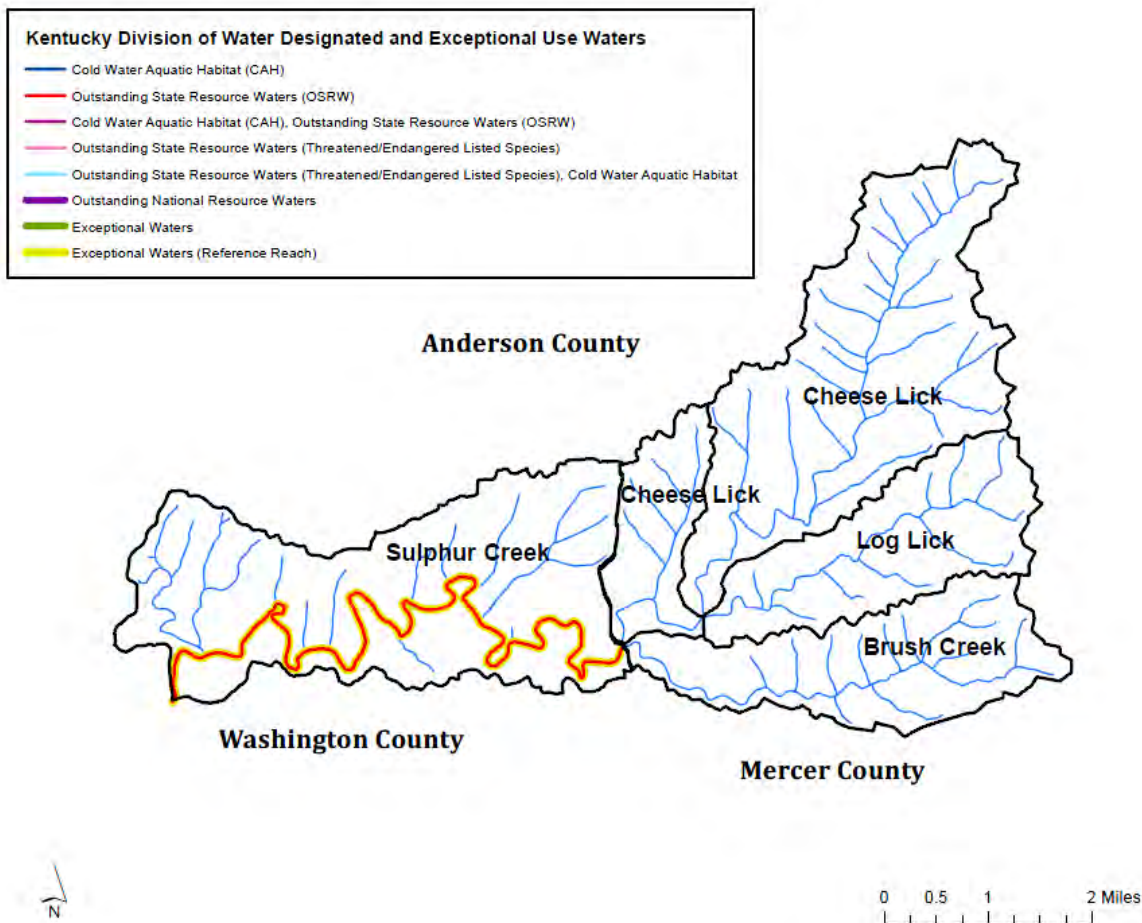 Kentucky Division of Water Designated and Exceptional Use Waters
Cold Water Aquatic Habitat (CAH)
Outstanding State Resource Waters (OSRW)
Cold Water Aquatic Habitat (CAH), Outstanding State Resource Waters (OSRW)
Outstanding State Resource Waters (Threatened/Endangered Listed Species)
Outstanding State Resource Waters (Threatened/Endangered Listed Species), Cold Water Aquatic Habitat
Outstanding National Resource Waters
Exceptional Waters
Exceptional Waters (Reference Reach)
Anderson County
Cheese Lick
Cheese Lick
Log Lick
Sulphur Creek
Brush Creek
Washington County
Mercer County
N
0 0.5 1 2 Miles